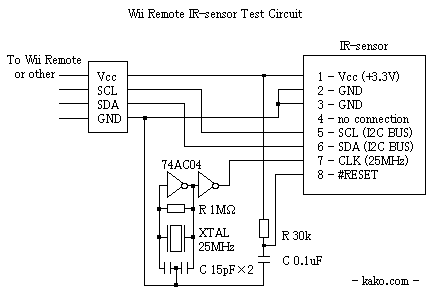 Wii Remote IR-sensor Test Circuit
To Wii Remote
or other
Vcc
SCL
SDA
GND
IR-sensor
1 - Vcc (+3.3V)
2 - GND
3 - GND
4 - no connection
5 - SCL (I2C BUS)
6 - SDA (I2C BUS)
7 - CLK (25MHz)
8 - #RESET
74AC04
R 1MΩ
XTAL
25MHz
C 15pF×2
R 30k
C 0.1uF
- kako.com -